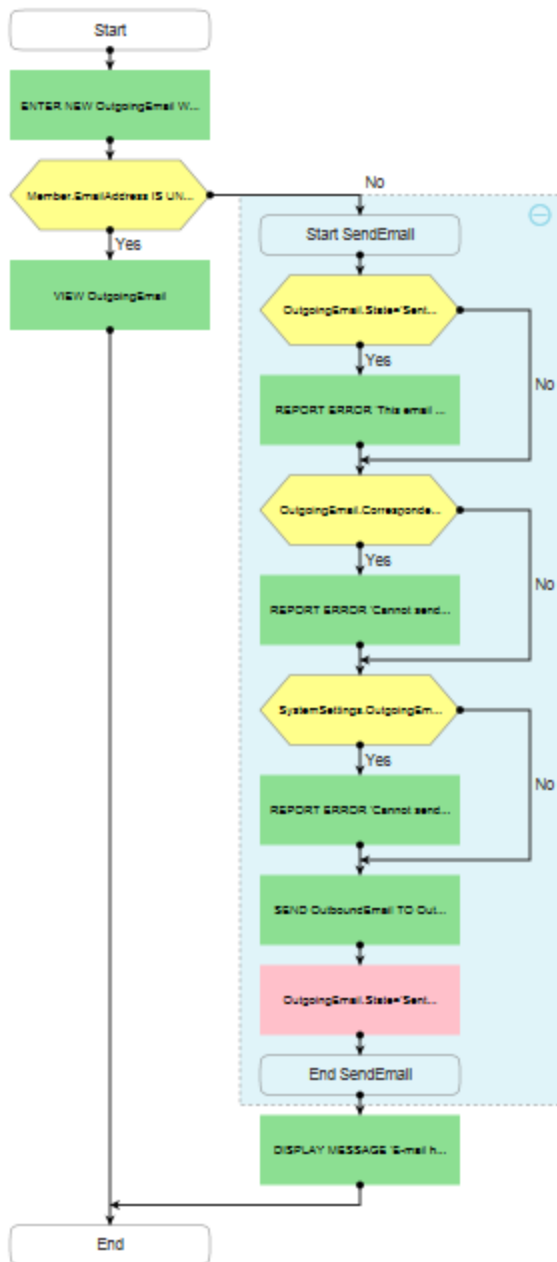 Start
ENTER NEW OutgoingEmail W...
Member.EmailAddress IS UN...
No
Yes
VIEW OutgoingEmail
Start SendEmail
OutgoingEmail.State='Sent...
Yes
No
REPORT ERROR 'This email ...
OutgoingEmail.Corresponde...
Yes
No
REPORT ERROR 'Cannot send...
SystemSettings.OutgoingEm...
Yes
No
REPORT ERROR 'Cannot send...
SEND OutboundEmail TO Out...
OutgoingEmail.State='Sent...
End SendEmail
DISPLAY MESSAGE 'E-mail h...
End